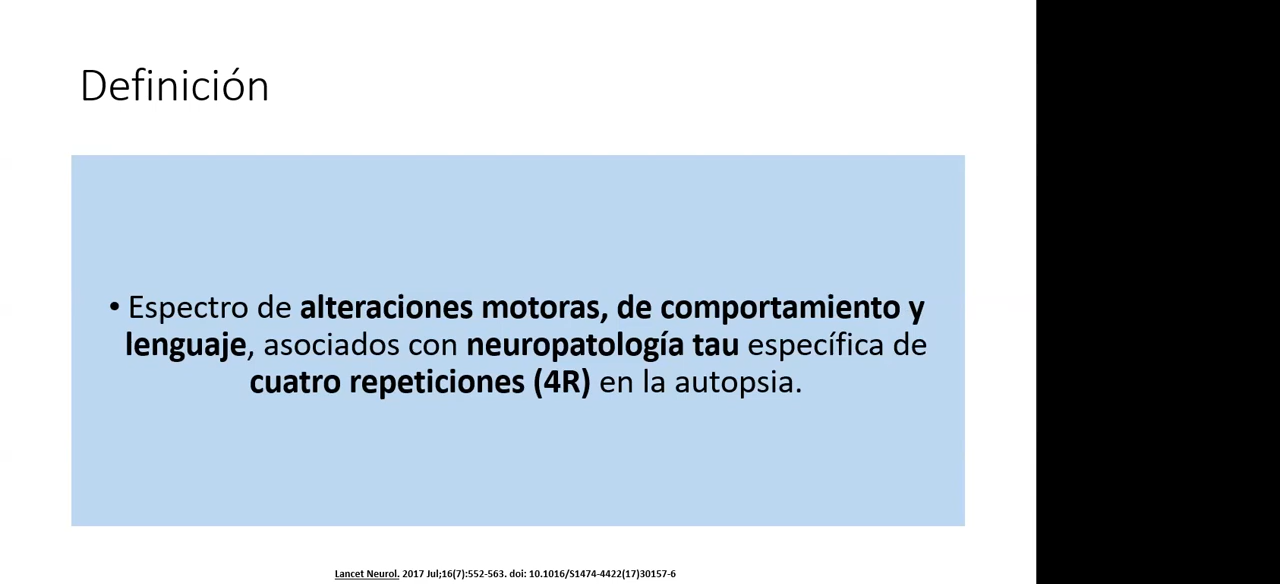 Definición
• Espectro de alteraciones motoras, de comportamiento y
lenguaje, asociados con neuropatología tau específica de
cuatro repeticiones (4R) en la autopsia.
Lancet Neurol. 2017 Jul;16(7):552-563. doi: 10.1016/S1474-4422(17)30157-6